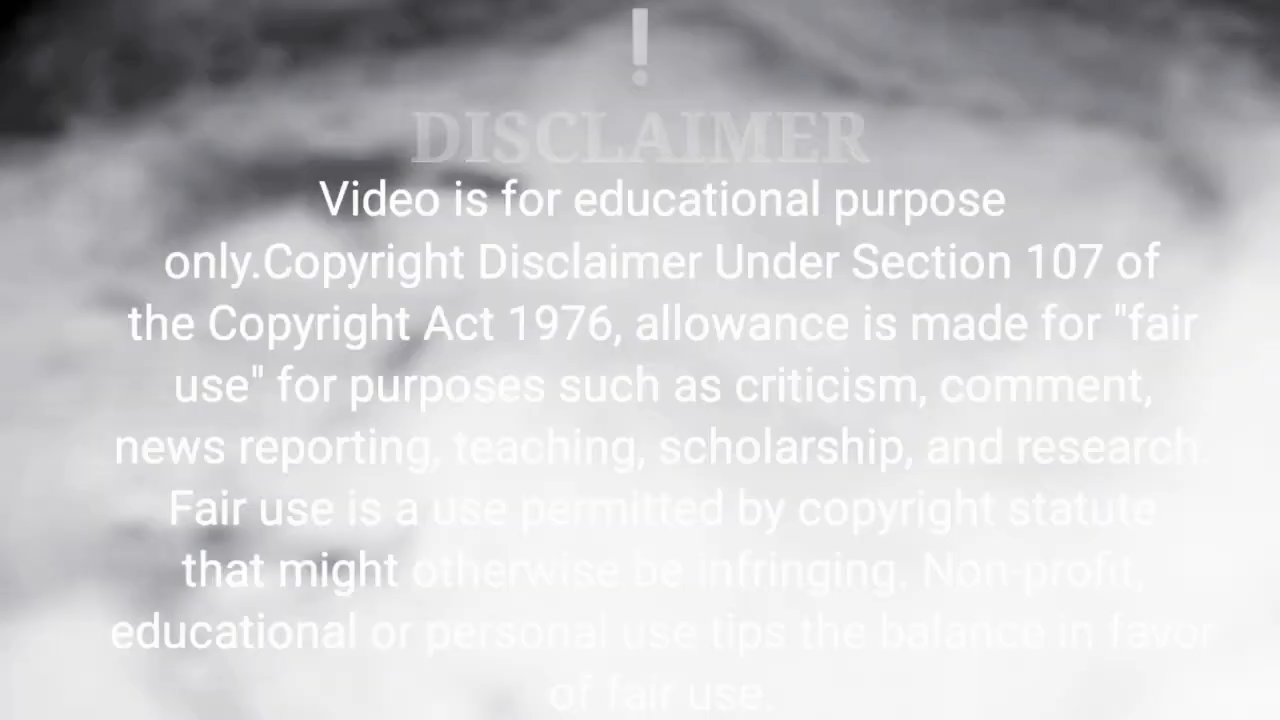 !
DISCLAIMER
Video is for educational purpose
only.Copyright Disclaimer Under Section 107 of
the Copyright Act 1976, allowance is made for "fair
use" for purposes such as criticism, comment,
news reporting, teaching, scholarship, and research.
Fair use is a use permitted by copyright statute
that might otherwise be infringing. Non-profit,
educational or personal use tips the balance in favor
of fair use.